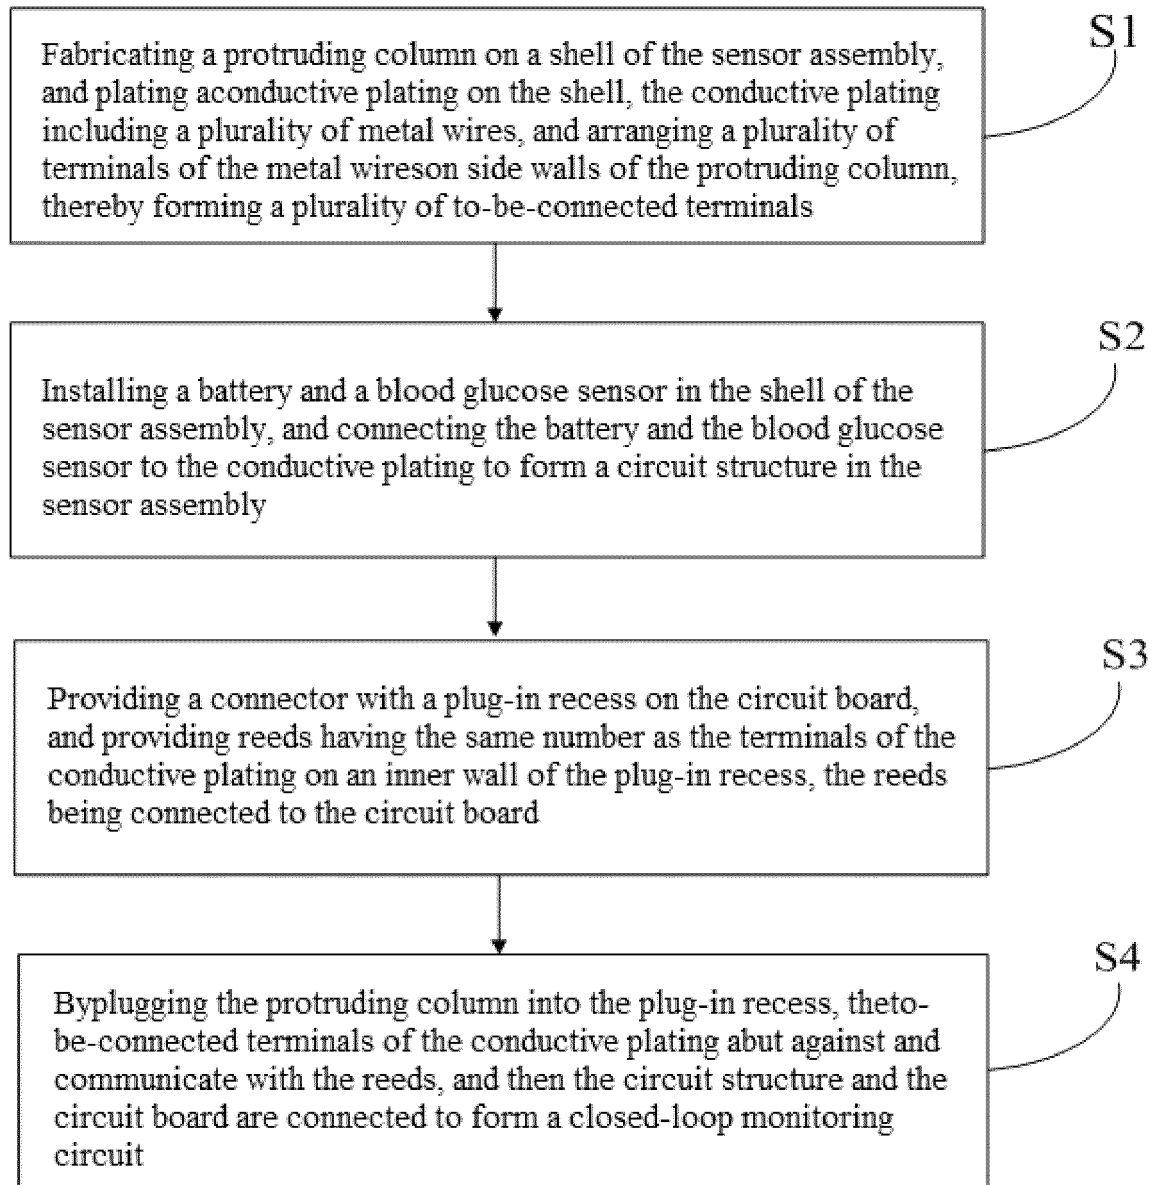 Fabricating a protruding column on a shell of the sensor assembly,
and plating aconductive plating on the shell, the conductive plating
including a plurality of metal wires, and arranging a plurality of
terminals of the metal wireson side walls of the protruding column,
thereby forming a plurality of to-be-connected terminals
S1
Installing a battery and a blood glucose sensor in the shell of the
sensor assembly, and connecting the battery and the blood glucose
sensor to the conductive plating to form a circuit structure in the
sensor assembly
S2
Providing a connector with a plug-in recess on the circuit board,
and providing reeds having the same number as the terminals of the
conductive plating on an inner wall of the plug-in recess, the reeds
being connected to the circuit board
S3
Byplugging the protruding column into the plug-in recess, theto-
be-connected terminals of the conductive plating abut against and
communicate with the reeds, and then the circuit structure and the
circuit board are connected to form a closed-loop monitoring
circuit
S4